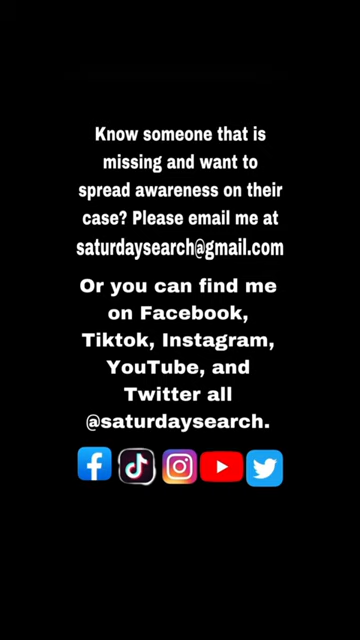 Know someone that is
missing and want to
spread awareness on their
case? Please email me at
saturdaysearch@gmail.com
Or you can find me
on Facebook,
Tiktok, Instagram,
YouTube, and
Twitter all
@saturdaysearch.